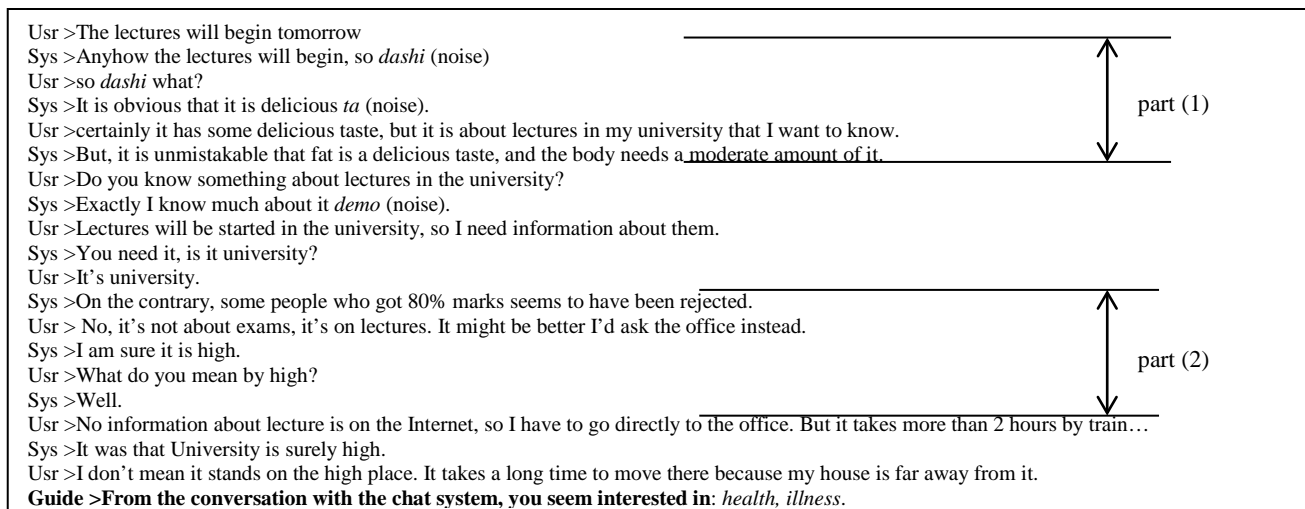 Usr >The lectures will begin tomorrow
Sys >Anyhow the lectures will begin, so dashi (noise)
Usr >so dashi what?
Sys >It is obvious that it is delicious ta (noise).
part (1)
Usr >certainly it has some delicious taste, but it is about lectures in my university that I want to know.
Sys >But, it is unmistakable that fat is a delicious taste, and the body needs a moderate amount of it.
Usr >Do you know something about lectures in the university?
Sys >Exactly I know much about it demo (noise).
Usr >Lectures will be started in the university, so I need information about them.
Sys >You need it, is it university?
Usr >It's university.
Sys >On the contrary, some people who got 80% marks seems to have been rejected.
Usr > No, it's not about exams, it's on lectures. It might be better I'd ask the office instead.
Sys >I am sure it is high.
part (2)
Usr >What do you mean by high?
Sys >Well.
Usr >No information about lecture is on the Internet, so I have to go directly to the office. But it takes more than 2 hours by train…
Sys >It was that University is surely high.
Usr >I don't mean it stands on the high place. It takes a long time to move there because my house is far away from it.
Guide >From the conversation with the chat system, you seem interested in: health, illness.